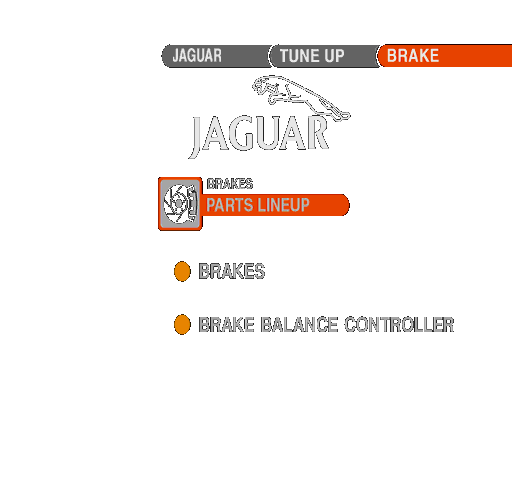 JAGUAR TUNE UP BRAKE
JAGUAR
BRAKES
PARTS LINEUP
BRAKES
BRAKE BALANCE CONTROLLER